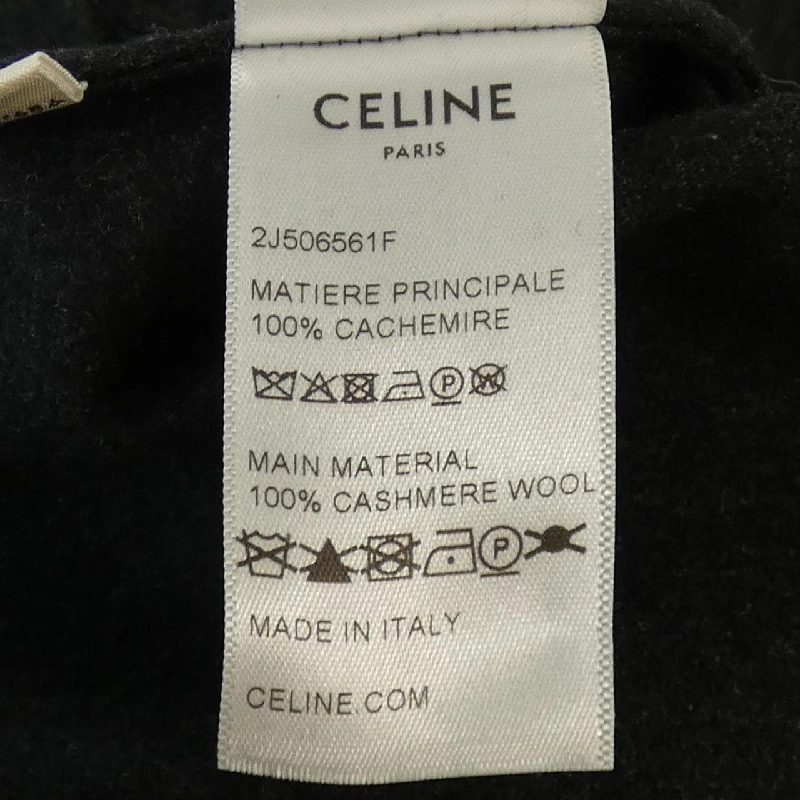 CELINE
PARIS
2J506561F
MATIERE PRINCIPALE
100% CACHEMIRE
P W
MAIN MATERIAL
100% CASHMERE WOOL
P
MADE IN ITALY
CELINE.COM